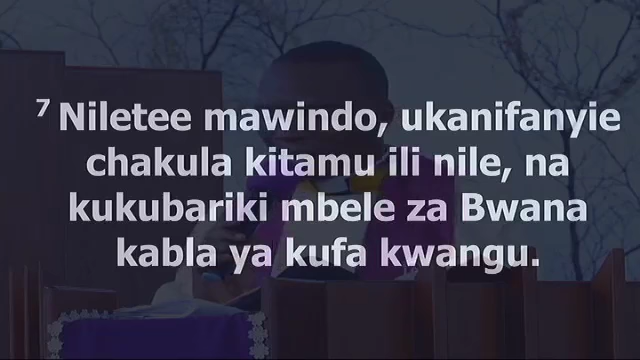 7 Niletee mawindo, ukanifanyie
chakula kitamu ili nile, na
kukubariki mbele za Bwana
kabla ya kufa kwangu.